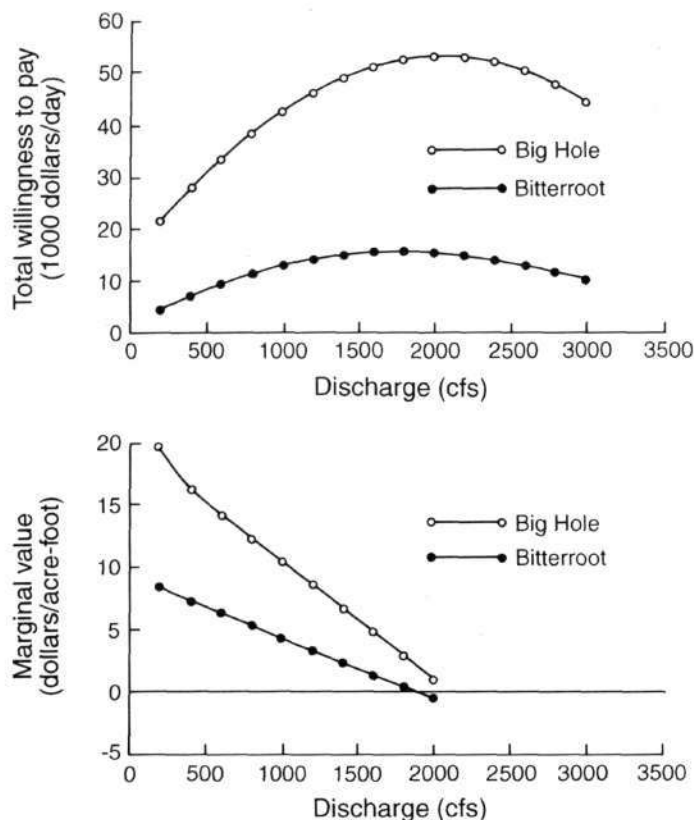 Total willingness to pay
(1000 dollars/day)
60
50
40
30
20
10
0
Big Hole
Bitterroot
0 500 1000 1500 2000 2500 3000 3500
Discharge (cfs)
Marginal value
(dollars/acre-foot)
20
15
10
5
0
-5
Big Hole
Bitterroot
0 500 1000 1500 2000 2500 3000 3500
Discharge (cfs)